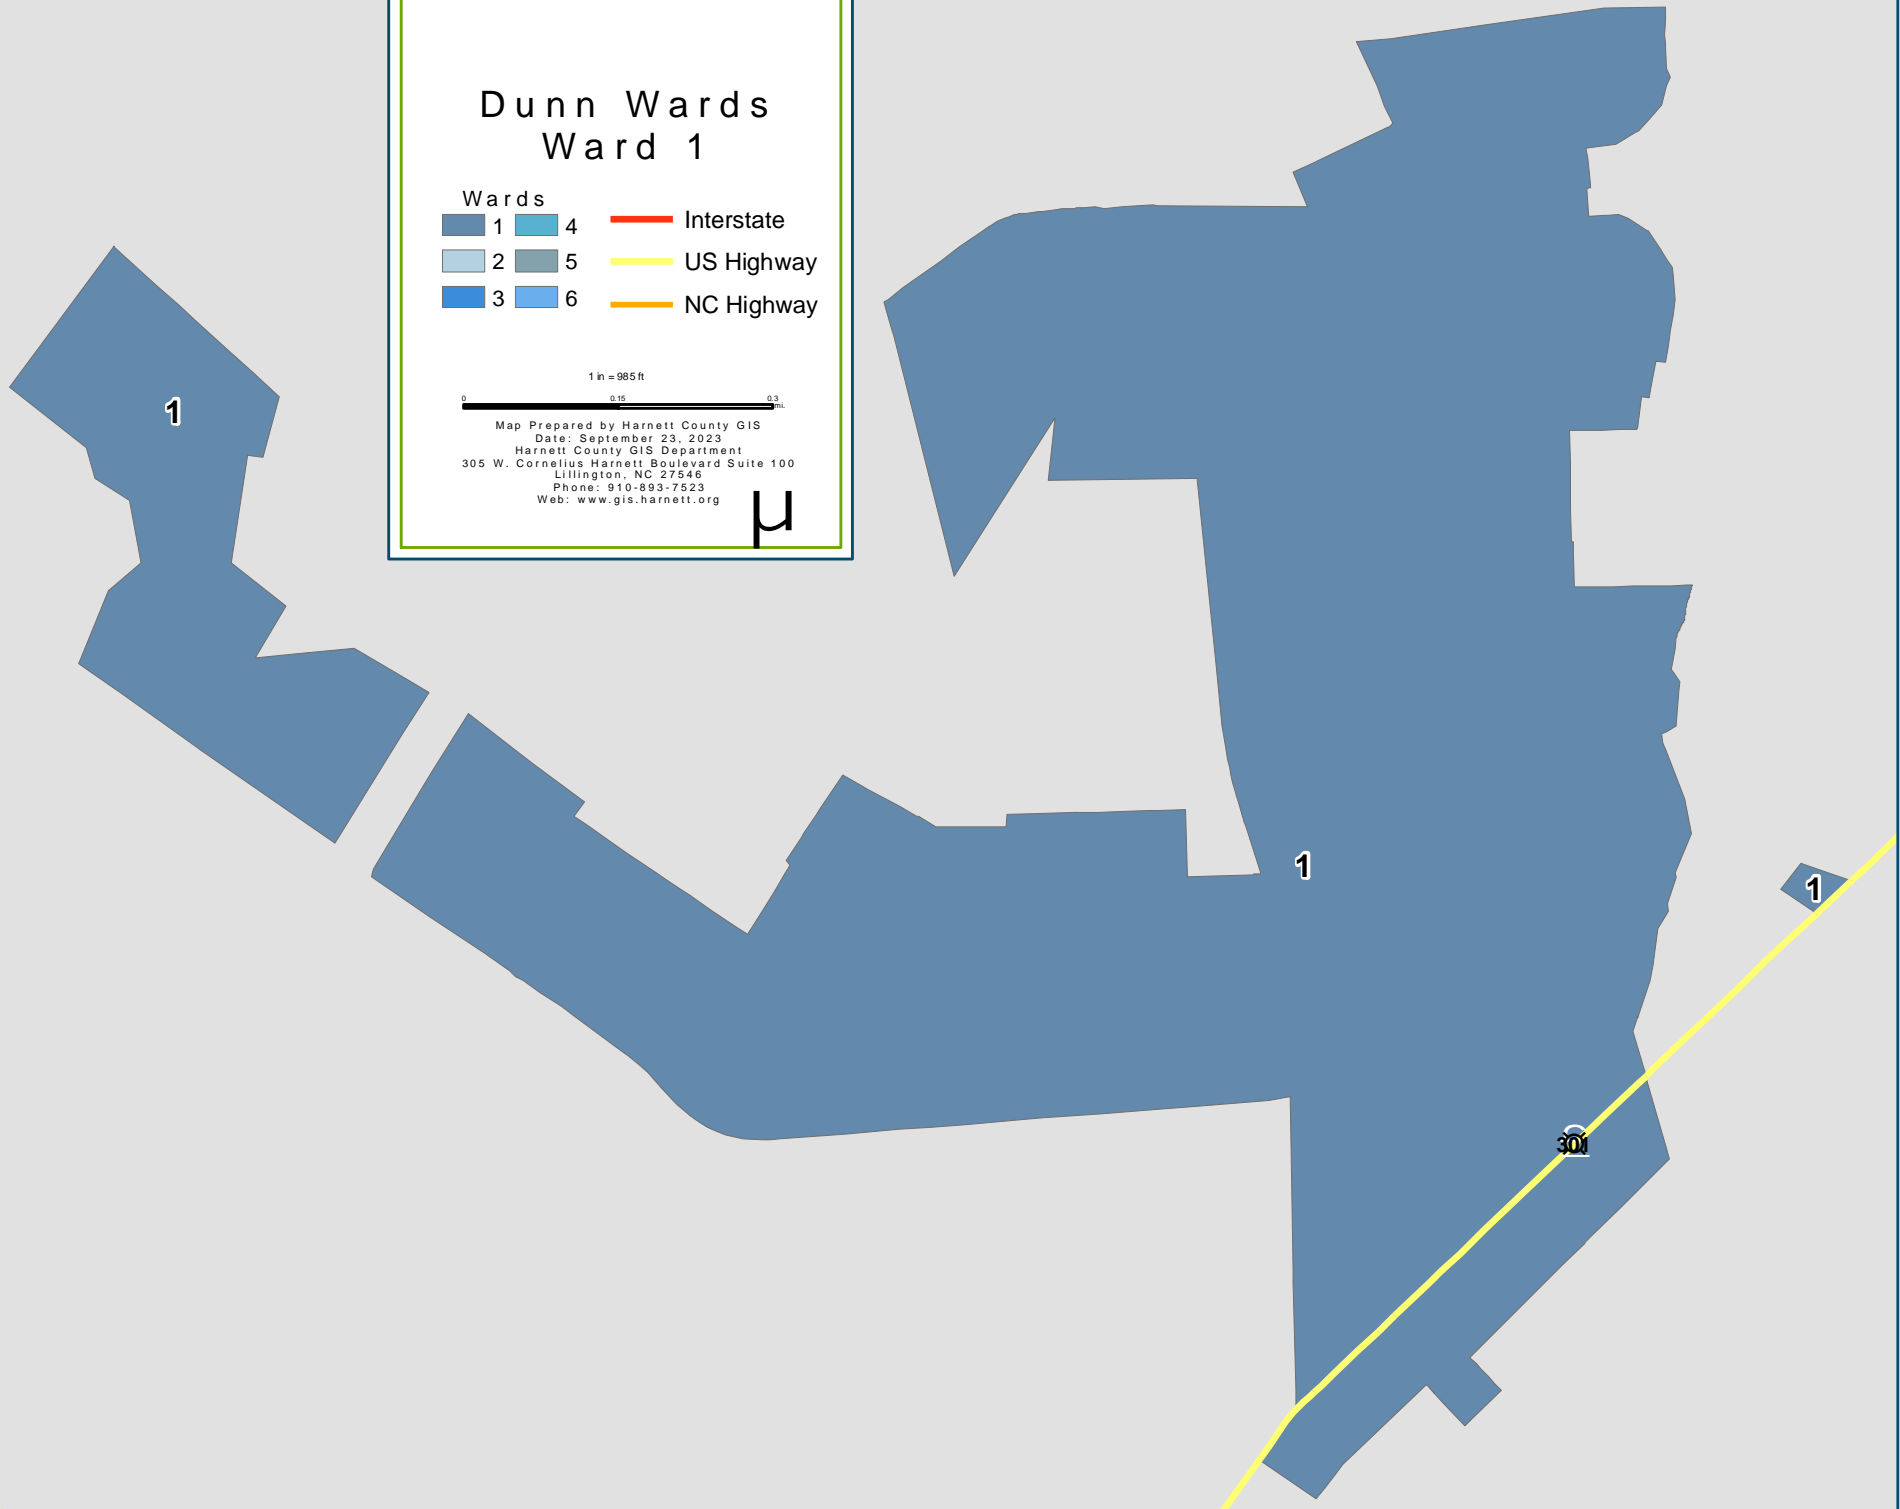 Dunn Wards
Ward 1
Wards
1 4
2 5
3 6
Interstate
US Highway
NC Highway
1 in = 985 ft
0 0.15 0.3
mi.
Map Prepared by Harnett County GIS
Date: September 23, 2023
Harnett County GIS Department
305 W. Cornelius Harnett Boulevard Suite 100
Lillington, NC 27546
Phone: 910-893-7523
Web: www.gis.harnett.org
µ
1
1
1
301